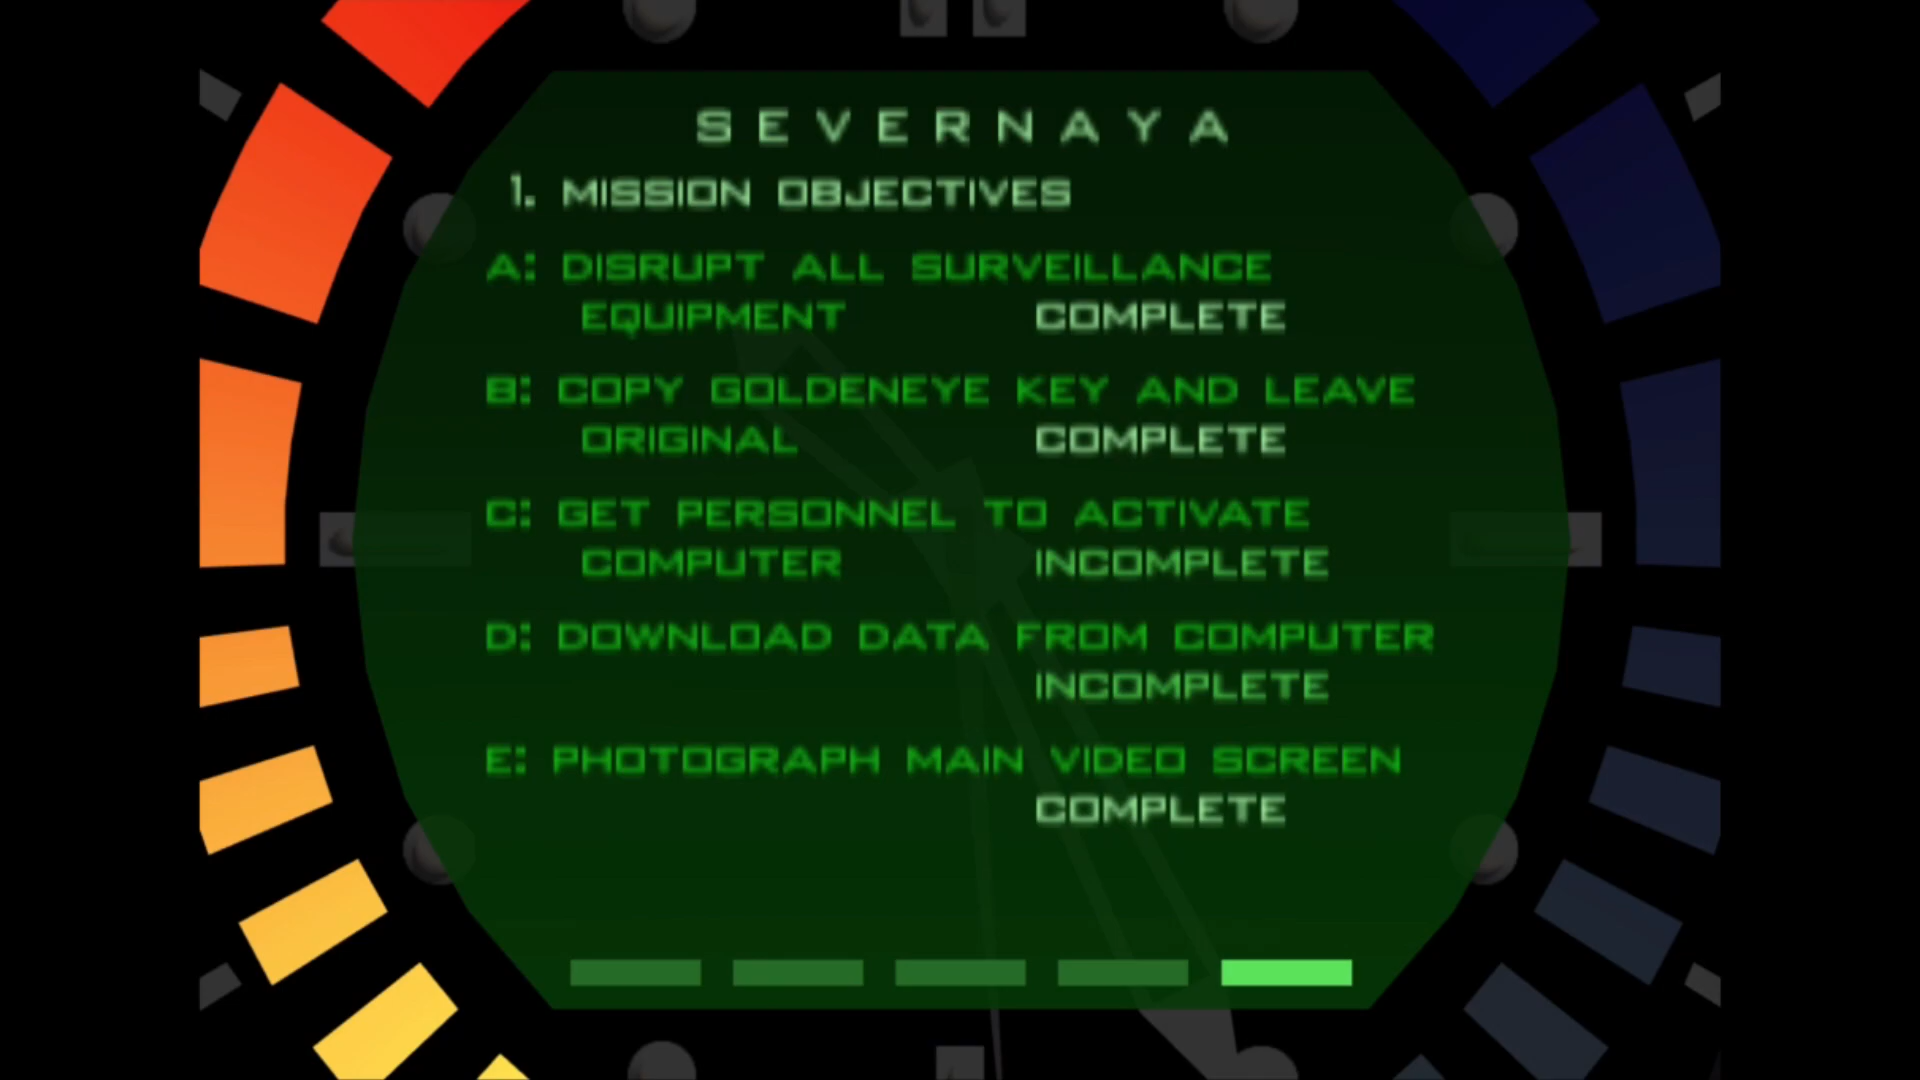 SEVERNAYA
1. MISSION OBJECTIVES
A: DISRUPT ALL SURVEILLANCE
EQUIPMENT COMPLETE
B: COPY GOLDENEYE KEY AND LEAVE
ORIGINAL COMPLETE
C: GET PERSONNEL TO ACTIVATE
COMPUTER INCOMPLETE
D: DOWNLOAD DATA FROM COMPUTER
INCOMPLETE
E: PHOTOGRAPH MAIN VIDEO SCREEN
COMPLETE